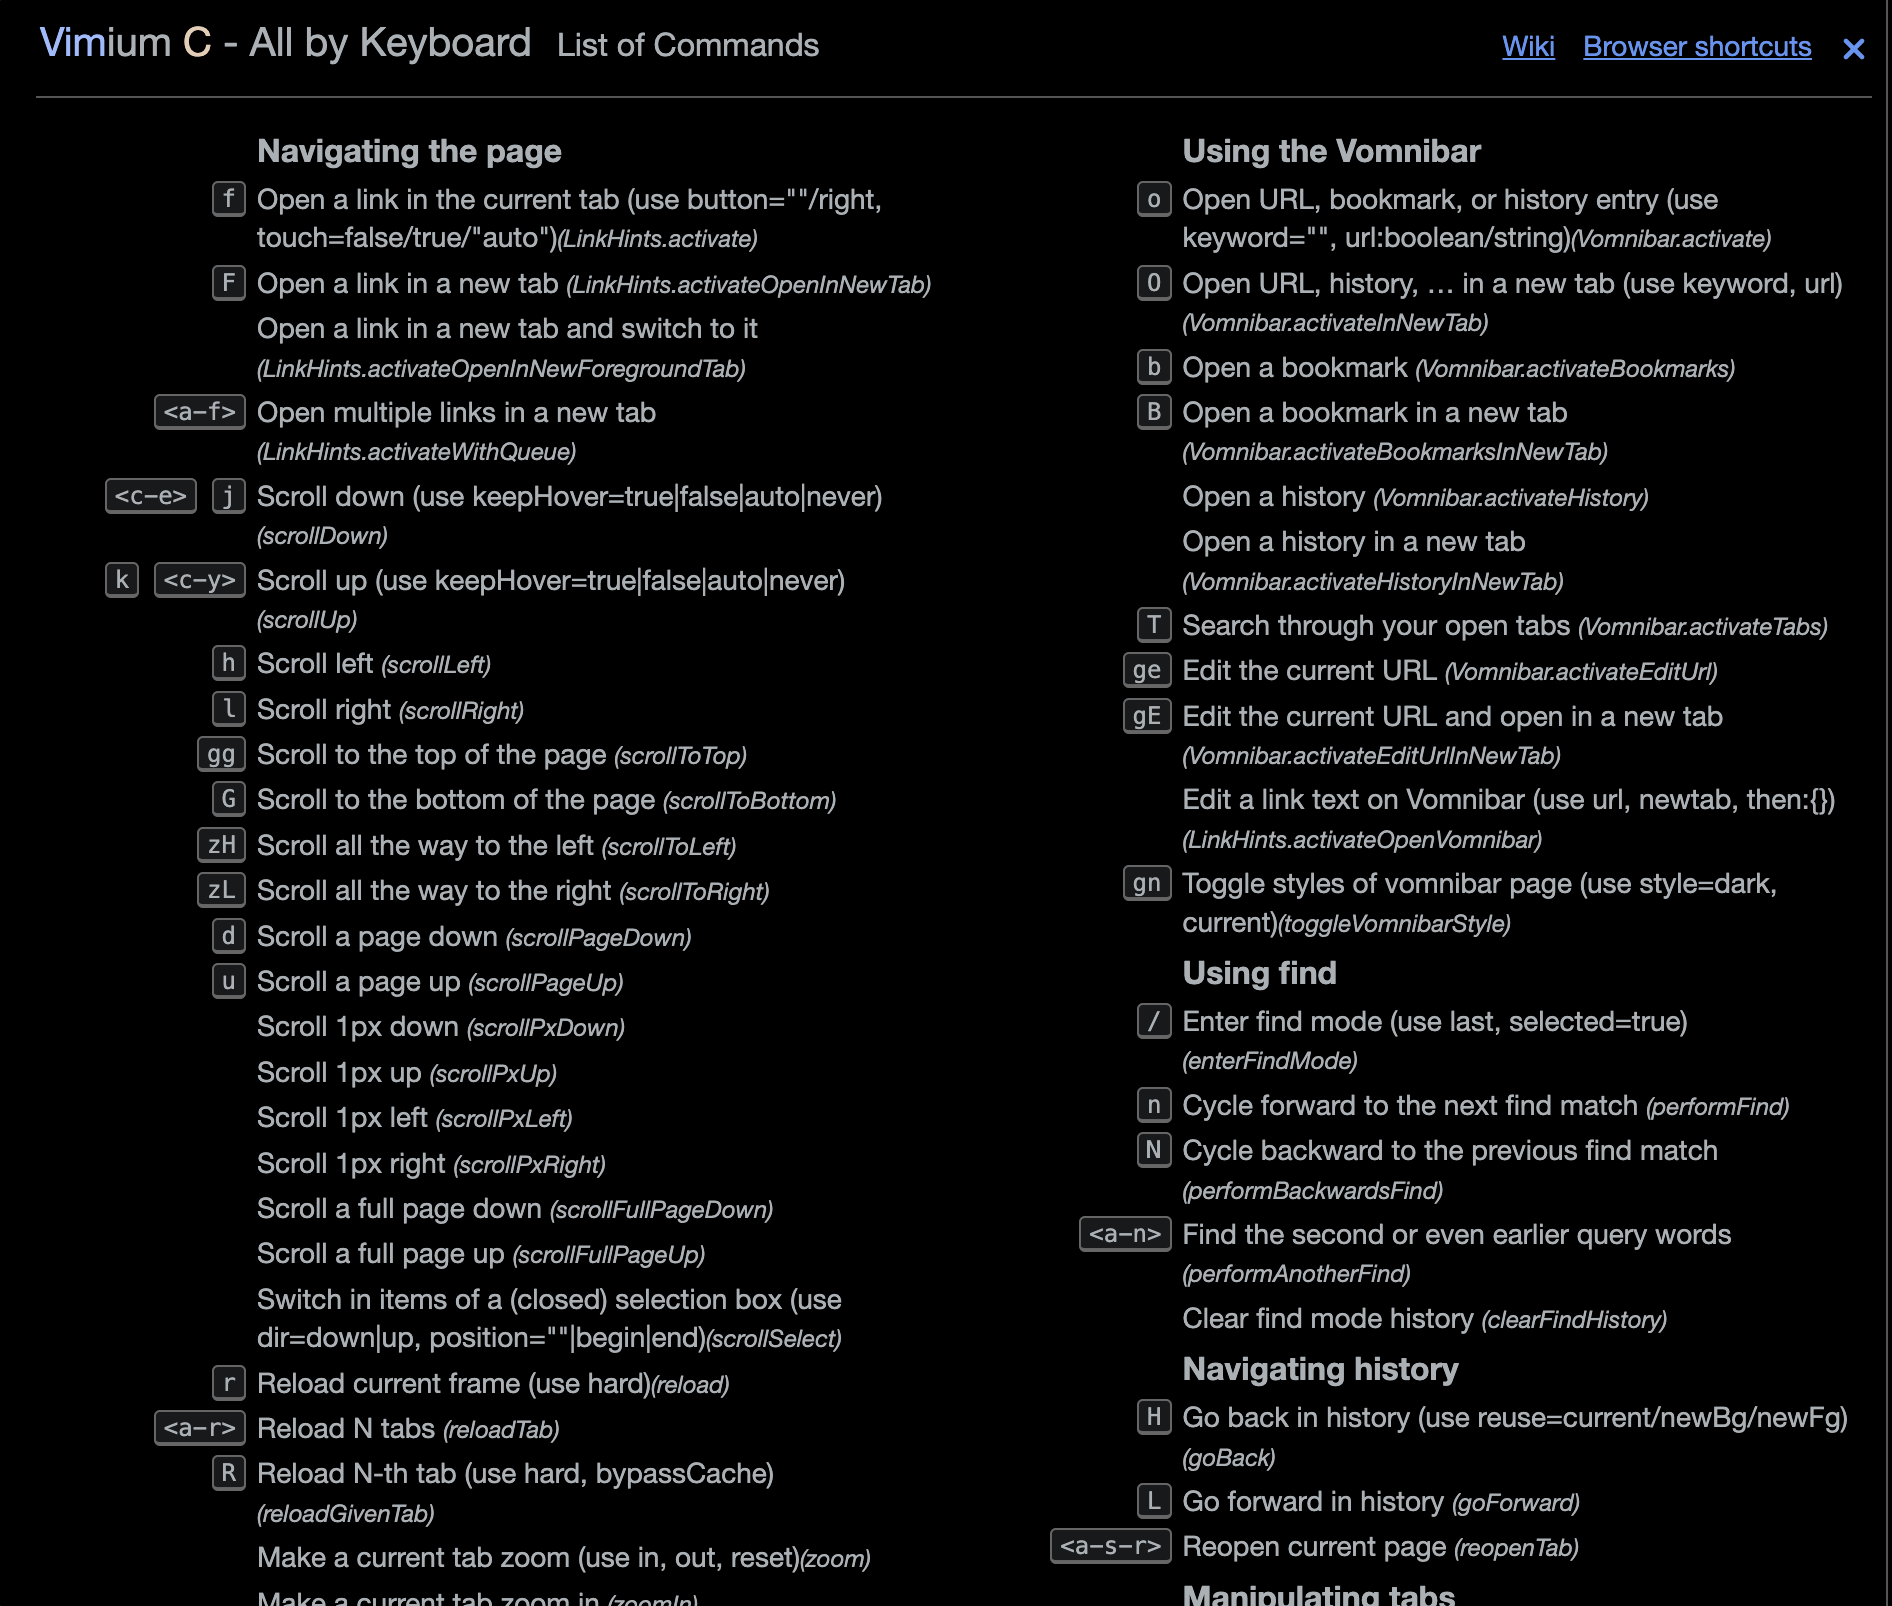 Vimium C - All by Keyboard List of Commands
Wiki Browser shortcuts ✕
Navigating the page
f Open a link in the current tab (use button=""/right,
touch=false/true/"auto")(LinkHints.activate)
F Open a link in a new tab (LinkHints.activateOpenInNewTab)
Open a link in a new tab and switch to it
(LinkHints.activateOpenInNewForegroundTab)
<a-f> Open multiple links in a new tab
(LinkHints.activateWithQueue)
<c-e> j Scroll down (use keepHover=true|false|auto|never)
(scrollDown)
k <c-y> Scroll up (use keepHover=true|false|auto|never)
(scrollUp)
h Scroll left (scrollLeft)
l Scroll right (scrollRight)
gg Scroll to the top of the page (scrollToTop)
G Scroll to the bottom of the page (scrollToBottom)
zH Scroll all the way to the left (scrollToLeft)
zL Scroll all the way to the right (scrollToRight)
d Scroll a page down (scrollPageDown)
u Scroll a page up (scrollPageUp)
Scroll 1px down (scrollPxDown)
Scroll 1px up (scrollPxUp)
Scroll 1px left (scrollPxLeft)
Scroll 1px right (scrollPxRight)
Scroll a full page down (scrollFullPageDown)
Scroll a full page up (scrollFullPageUp)
Switch in items of a (closed) selection box (use
dir=down|up, position=""|begin|end)(scrollSelect)
r Reload current frame (use hard)(reload)
<a-r> Reload N tabs (reloadTab)
R Reload N-th tab (use hard, bypassCache)
(reloadGivenTab)
Make a current tab zoom (use in, out, reset)(zoom)
Make a current tab zoom in (zoomIn)
Using the Vomnibar
o Open URL, bookmark, or history entry (use
keyword="", url:boolean/string)(Vomnibar.activate)
O Open URL, history, … in a new tab (use keyword, url)
(Vomnibar.activateInNewTab)
b Open a bookmark (Vomnibar.activateBookmarks)
B Open a bookmark in a new tab
(Vomnibar.activateBookmarksInNewTab)
Open a history (Vomnibar.activateHistory)
Open a history in a new tab
(Vomnibar.activateHistoryInNewTab)
T Search through your open tabs (Vomnibar.activateTabs)
ge Edit the current URL (Vomnibar.activateEditUrl)
gE Edit the current URL and open in a new tab
(Vomnibar.activateEditUrlInNewTab)
Edit a link text on Vomnibar (use url, newtab, then:{})
(LinkHints.activateOpenVomnibar)
gn Toggle styles of vomnibar page (use style=dark,
current)(toggleVomnibarStyle)
Using find
/ Enter find mode (use last, selected=true)
(enterFindMode)
n Cycle forward to the next find match (performFind)
N Cycle backward to the previous find match
(performBackwardsFind)
<a-n> Find the second or even earlier query words
(performAnotherFind)
Clear find mode history (clearFindHistory)
Navigating history
H Go back in history (use reuse=current/newBg/newFg)
(goBack)
L Go forward in history (goForward)
<a-s-r> Reopen current page (reopenTab)
Manipulating tabs